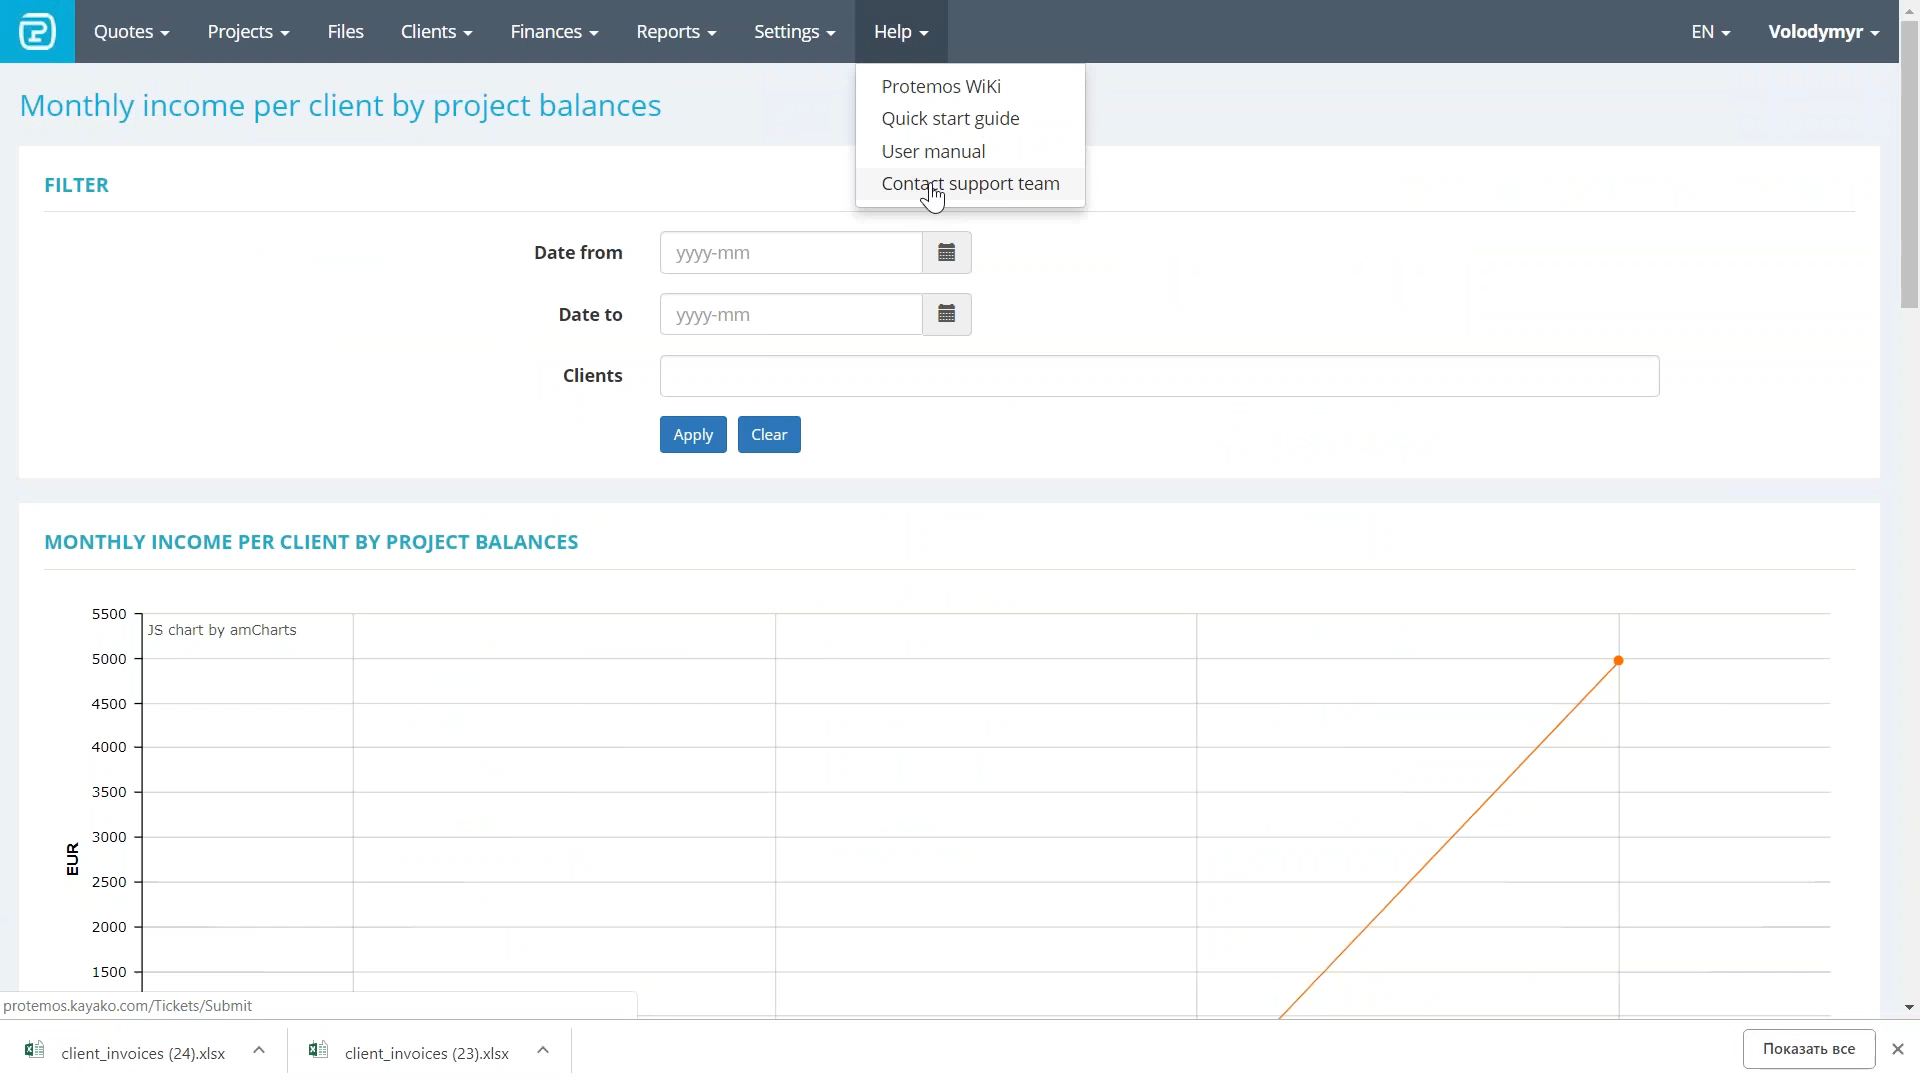 Quotes Projects Files Clients Finances Reports Settings Help EN Volodymyr
Protemos WiKi
Quick start guide
User manual
Contact support team
Monthly income per client by project balances
FILTER
Date from yyyy-mm
Date to yyyy-mm
Clients
Apply Clear
MONTHLY INCOME PER CLIENT BY PROJECT BALANCES
5500
JS chart by amCharts
5000
4500
4000
3500
3000
EUR
2500
2000
1500
protemos.kayako.com/Tickets/Submit
client_invoices (24).xlsx client_invoices (23).xlsx Показать все